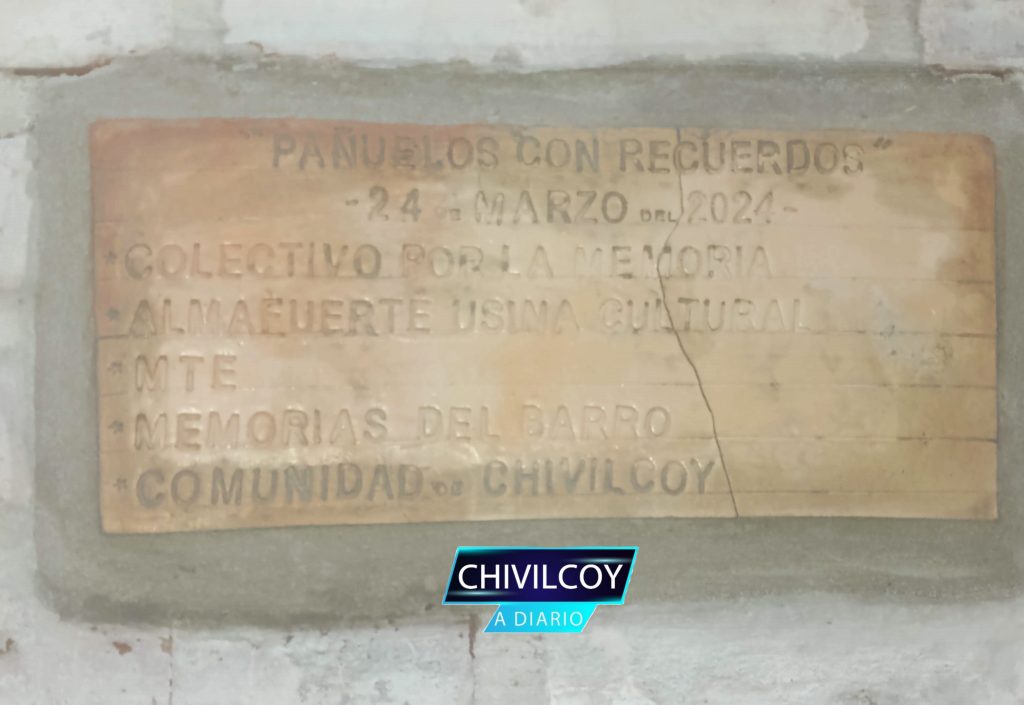 "PAÑUELOS CON RECUERDOS"
-24 DE MARZO DEL 2024-
*COLECTIVO POR LA MEMORIA
*ALMAFUERTE USINA CULTURAL
*MTE
*MEMORIAS DEL BARRO
*COMUNIDAD DE CHIVILCOY
CHIVILCOY
A DIARIO